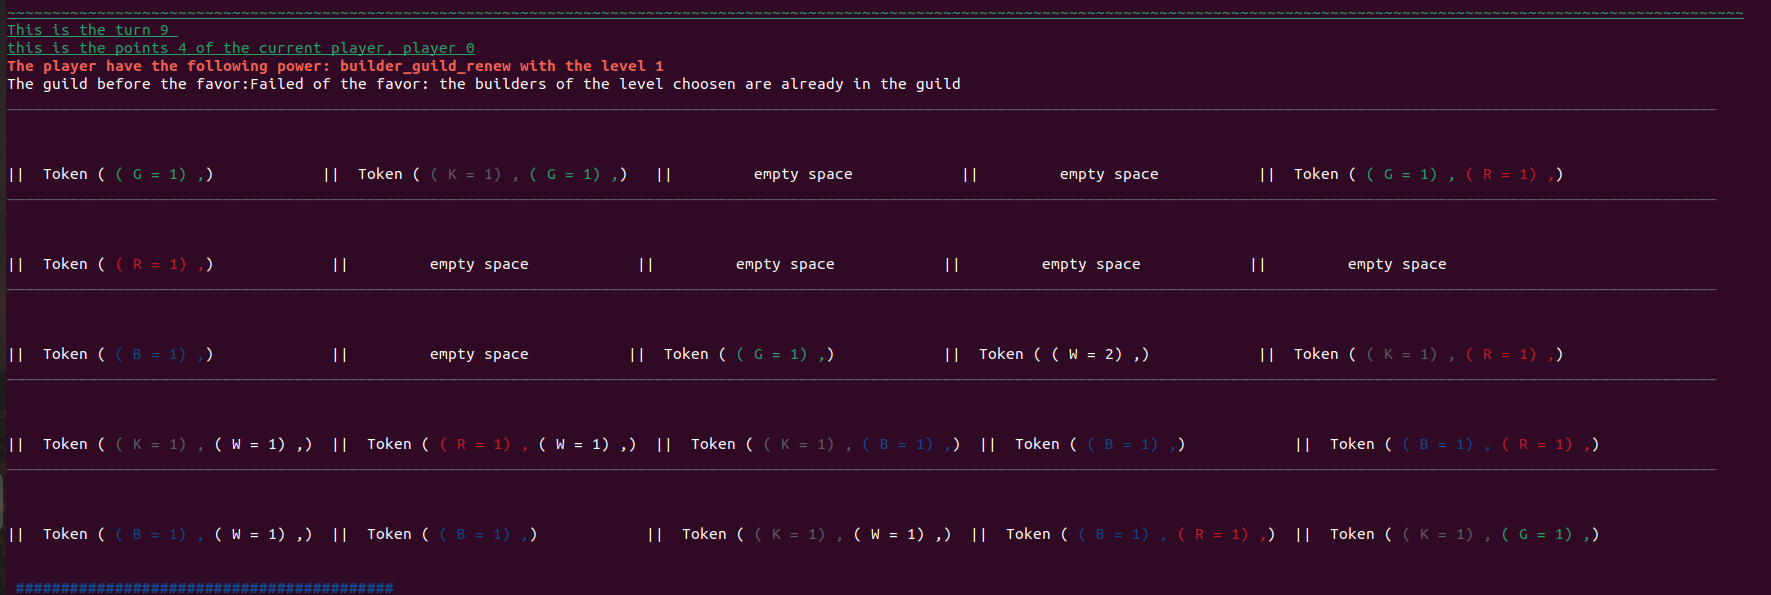 ~~~~~~~~~~~~~~~~~~~~~~~~~~~~~~~~~~~~~~~~~~~~~~~~~~~~~~~~~~~~~~~~~~~~~~~~~~~~~~~~~~~~~~~~~~~~~~~~~~~~~~~~~~~~~~~~~~~~~~~~~~~~~~~~~~~~~~~~~~~~~~~~~~~~~~~~~~~~~~~~~~~~~~~~~~~~~~~~~~~~~~~~~~~~~
This is the turn 9
this is the points 4 of the current player, player 0
The player have the following power: builder_guild_renew with the level 1
The guild before the favor:Failed of the favor: the builders of the level choosen are already in the guild
|| Token ( ( G = 1) ,) || Token ( ( K = 1) , ( G = 1) ,) || empty space || empty space || Token ( ( G = 1) , ( R = 1) ,)
|| Token ( ( R = 1) ,) || empty space || empty space || empty space || empty space
|| Token ( ( B = 1) ,) || empty space || Token ( ( G = 1) ,) || Token ( ( W = 2) ,) || Token ( ( K = 1) , ( R = 1) ,)
|| Token ( ( K = 1) , ( W = 1) ,) || Token ( ( R = 1) , ( W = 1) ,) || Token ( ( K = 1) , ( B = 1) ,) || Token ( ( B = 1) ,) || Token ( ( B = 1) , ( R = 1) ,)
|| Token ( ( B = 1) , ( W = 1) ,) || Token ( ( B = 1) ,) || Token ( ( K = 1) , ( W = 1) ,) || Token ( ( B = 1) , ( R = 1) ,) || Token ( ( K = 1) , ( G = 1) ,)
##########################################